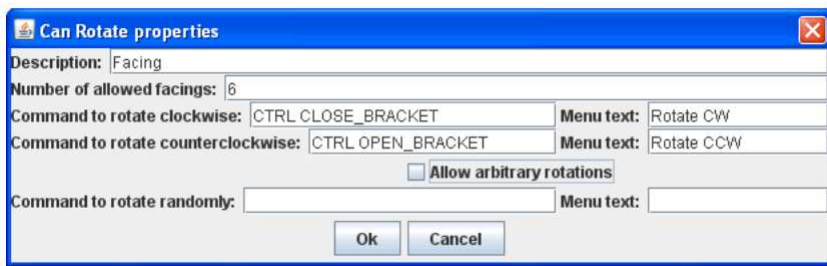 Can Rotate properties
Description: Facing
Number of allowed facings: 6
Command to rotate clockwise: CTRL CLOSE_BRACKET Menu text: Rotate CW
Command to rotate counterclockwise: CTRL OPEN_BRACKET Menu text: Rotate CCW
Allow arbitrary rotations
Command to rotate randomly: Menu text:
Ok Cancel